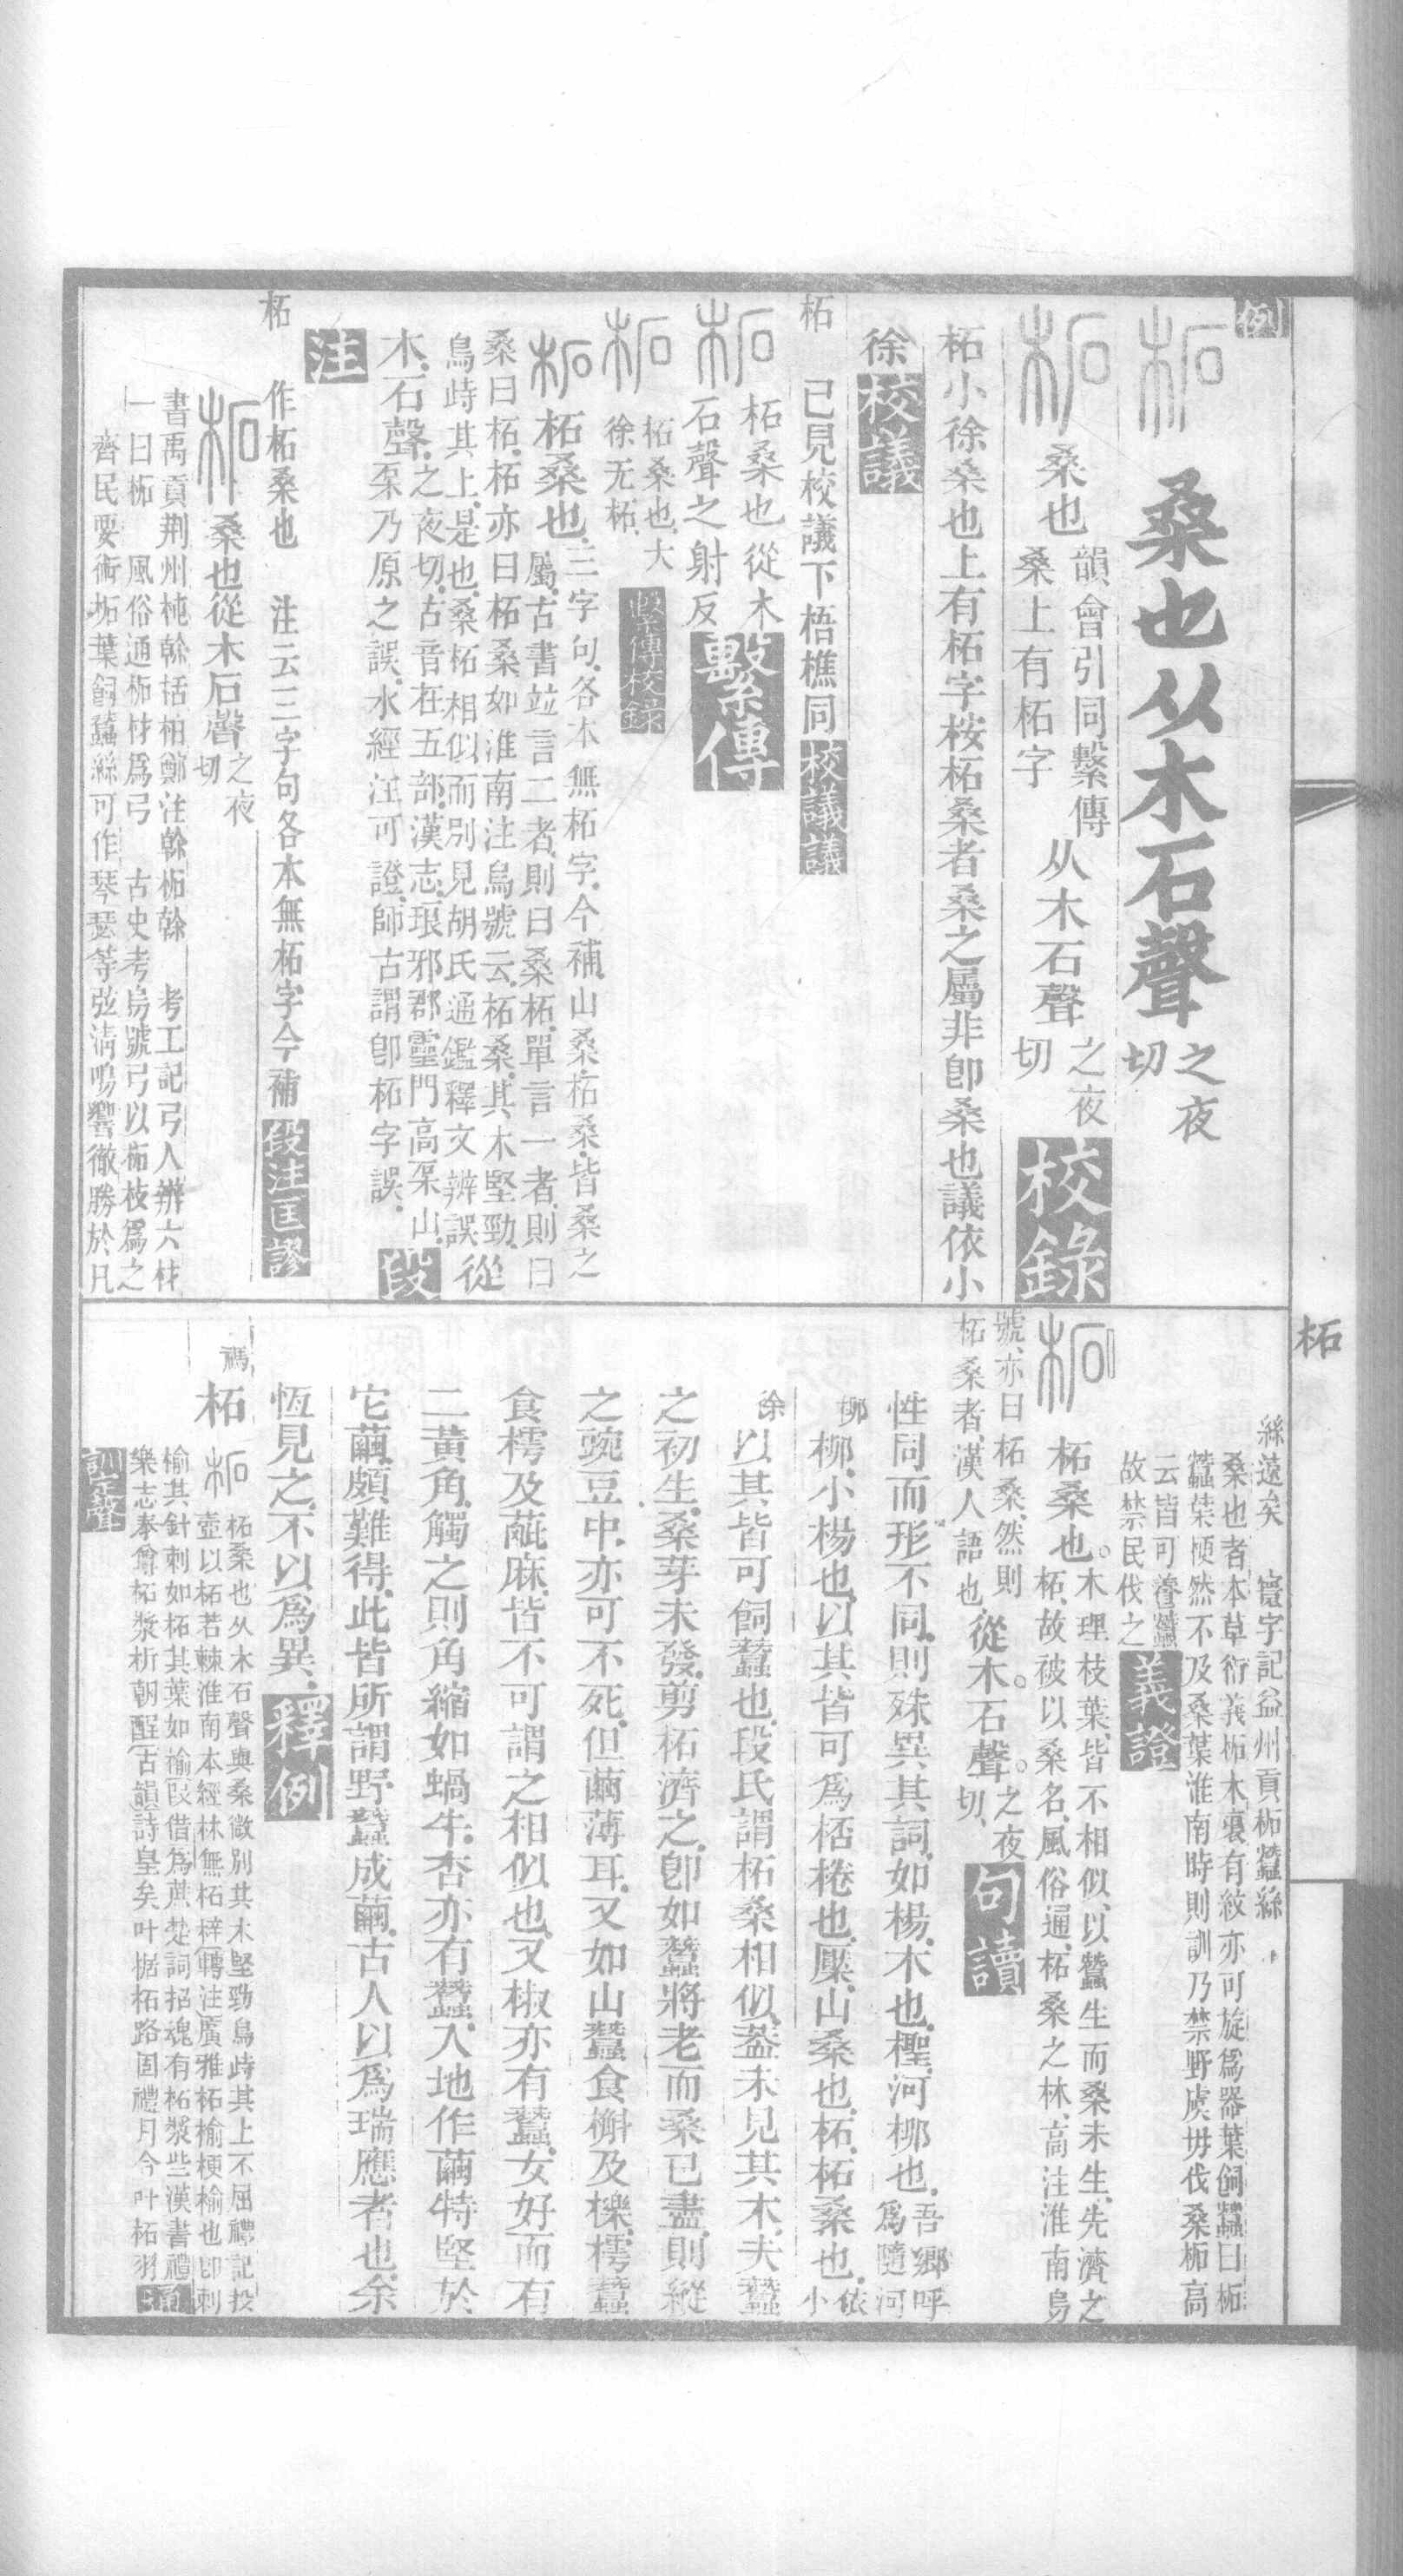 例
柘 桑也从木石聲之夜切
柘 桑也韻會引同繫傳桑上有柘字从木石聲之夜切 校錄
柘小徐桑也上有柘字桉柘桑者桑之屬非卽桑也議依小
徐 校議
柘 已見校議下梧樵同 校議議
柘 柘桑也從木石聲之射反 繫傳
柘 柘桑也大徐无柘 繫傳校錄
柘 柘桑也三字句各本無柘字今補山桑柘桑皆桑之
屬古書竝言二者則曰桑柘單言一者則曰
桑曰柘柘亦曰柘桑如淮南注烏號云柘桑其木堅勁
烏峙其上是也桑柘相似而別見胡氏通鑑釋文辨誤從
木石聲之夜切古音在五部漢志琅邪郡靈門高㮆山
㮆乃原之誤水經注可證師古謂卽柘字誤 段
注
柘 作柘桑也 注云三字句各本無柘字今補 段注匡謬
柘 桑也從木石聲之夜切
書禹貢荆州杶榦栝柏鄭注榦柘榦 考工記弓人辨六材
一曰柘 風俗通柘材爲弓 古史考烏號弓以柘枝爲之
齊民要術柘葉飼蠶絲可作琴瑟等弦淸鳴響徹勝於凡
柘
絲遠矣 寰宇記益州貢柘蠶絲
桑也者本草衍義柘木裏有紋亦可旋爲器葉飼蠶曰柘
蠶葉梗然不及桑葉淮南時則訓乃禁野虞毋伐桑柘高
云皆可養蠶故禁民伐之 義證
柘 柘桑也木理枝葉皆不相似以蠶生而桑未生先濟之
柘故被以桑名風俗通柘桑之林高注淮南烏
號亦曰柘桑然則柘桑者漢人語也從木石聲之夜切 句讀
性同而形不同則殊異其詞如楊木也檉河柳也吾鄉呼爲隨河
柳柳小楊也以其皆可爲桮棬也檿山桑也柘柘桑也依小
徐以其皆可飼蠶也段氏謂柘桑相似葢未見其木夫蠶
之初生桑芽未發剪柘濟之卽如蠶將老而桑已盡則縱
之豌豆中亦可不死但繭薄耳又如山蠶食槲及櫟樗蠶
食樗及蓖麻皆不可謂之相似也又椒亦有蠶女好而有
二黃角觸之則角縮如蝸牛杏亦有蠶入地作繭特堅於
它繭頗難得此皆所謂野蠶成繭古人以爲瑞應者也余
恆見之不以爲異 釋例
柘 柘桑也从木石聲與桑微別其木堅勁烏峙其上不屈禮記投
壺以柘若棘淮南本經林無柘梓轉注廣雅柘榆梗榆也卽刺
榆其針刺如柘其葉如榆叚借爲蔗楚詞招魂有柘漿些漢書禮
樂志泰尊柘漿析朝酲古韻詩皇矣叶椐柘路固禮月令叶柘羽 通
訓定聲